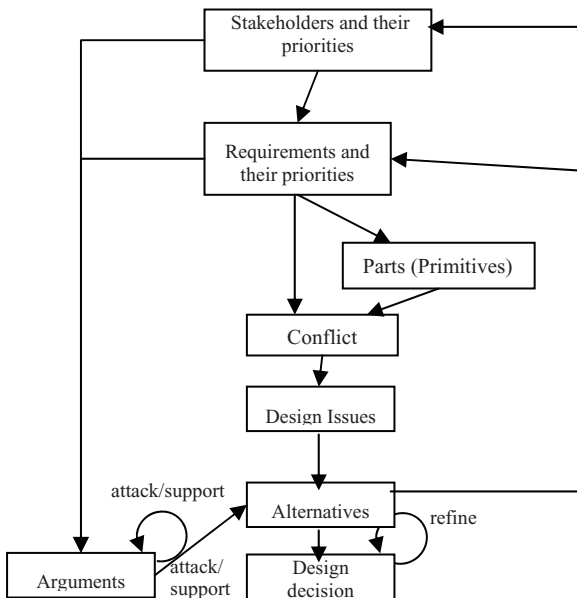 Stakeholders and their
priorities
Requirements and
their priorities
Parts (Primitives)
Conflict
Design Issues
attack/support
Alternatives
refine
Arguments
attack/
support
Design
decision